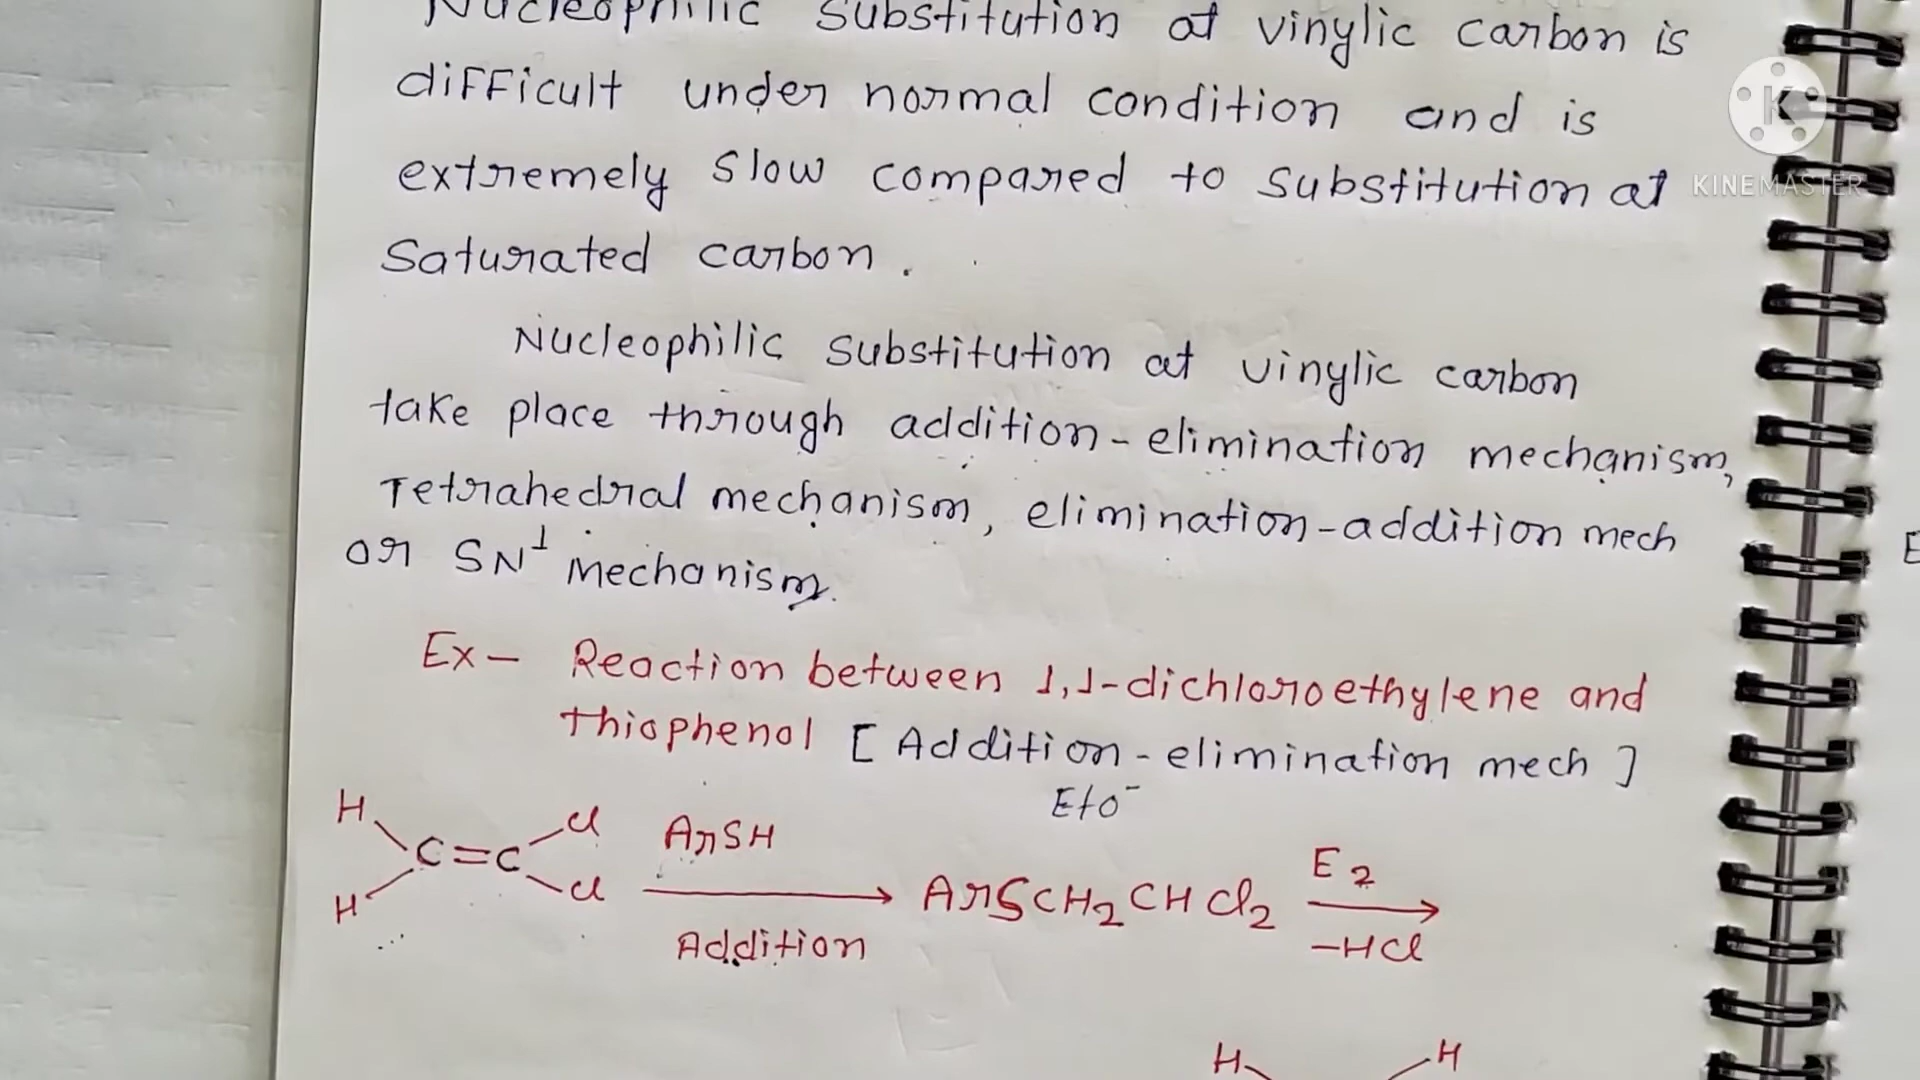 Nucleophilic substitution at vinylic carbon is
difficult under normal condition and is
extremely slow compared to substitution at
saturated carbon.
Nucleophilic substitution at vinylic carbon
take place through addition-elimination mechanism,
Tetrahedral mechanism, elimination-addition mech
or SN¹ mechanism.
Ex- Reaction between 1,1-dichloroethylene and
thiophenol [Addition-elimination mech]
EtO⁻
H H C=C Cl Cl ArSH Addition ArSCH₂CHCl₂ E₂ -HCl
H H
K
KINEMASTER
E